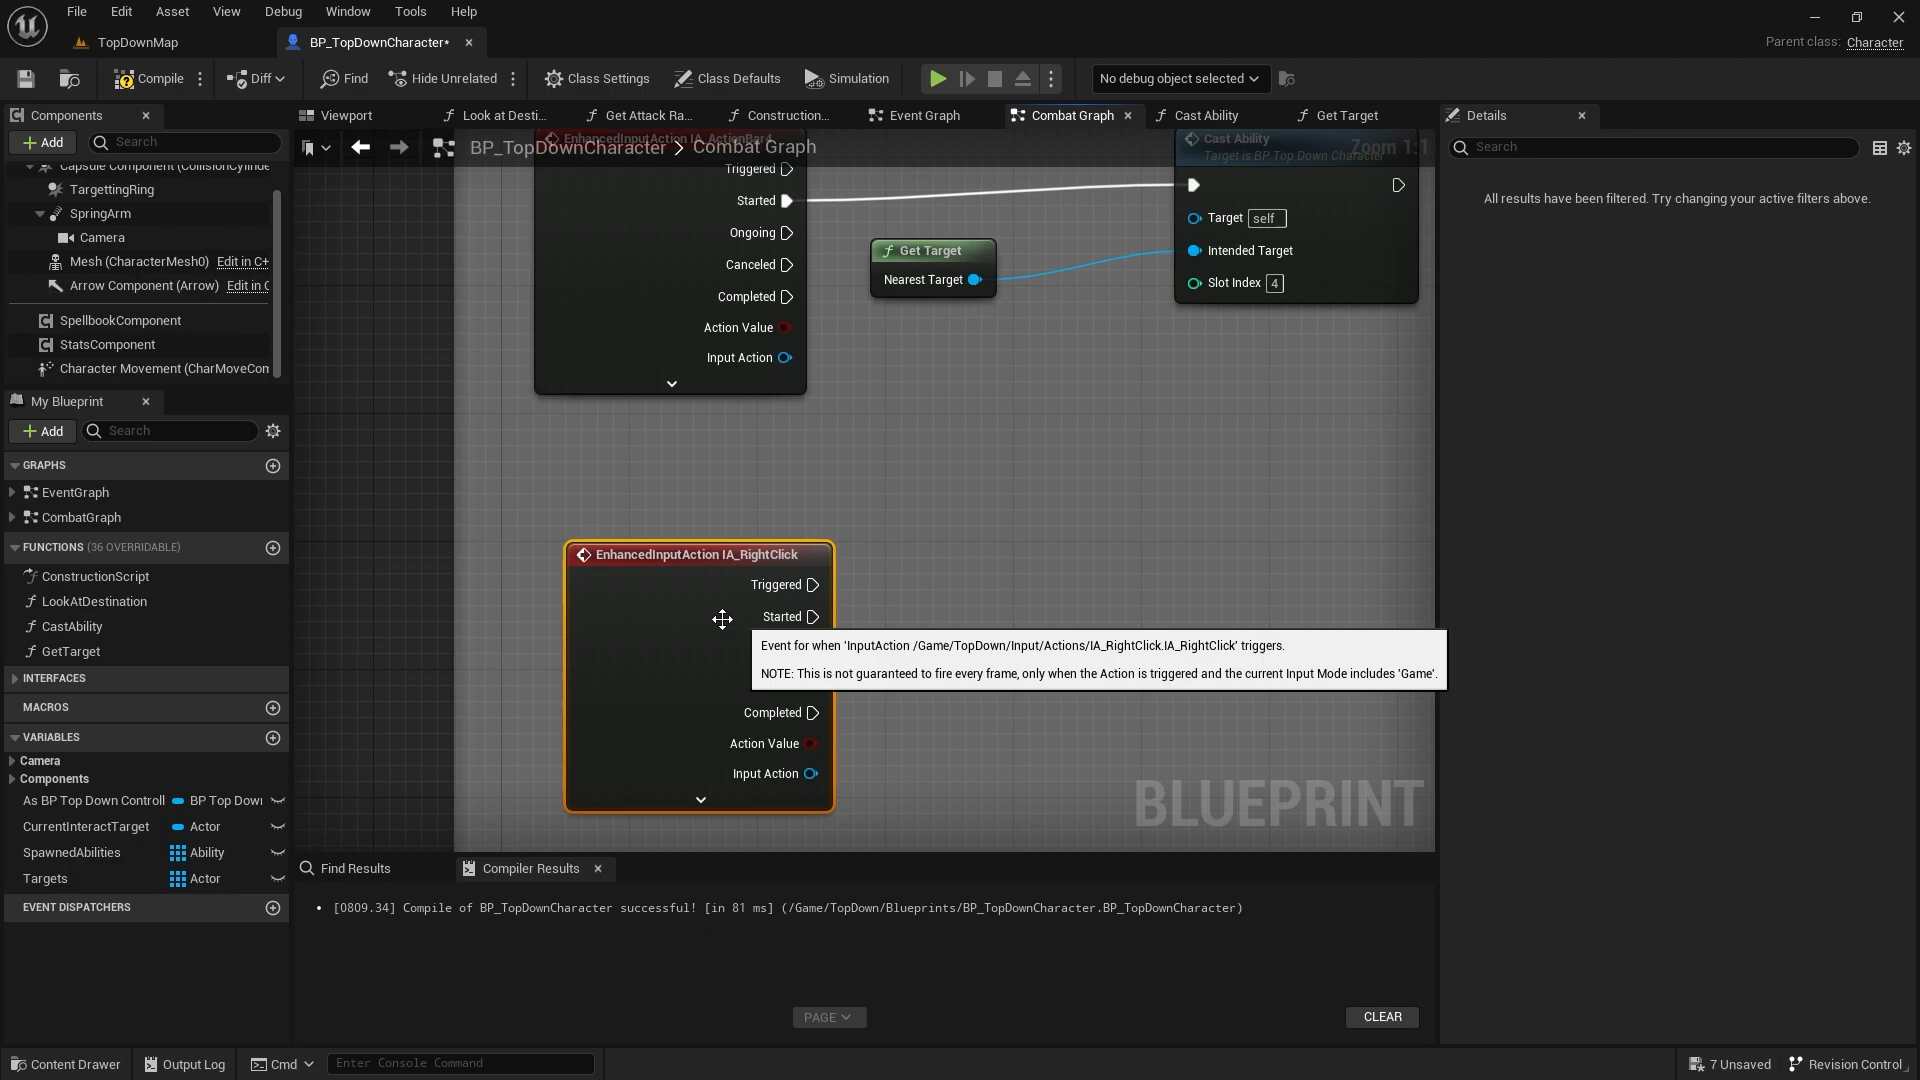 File Edit Asset View Debug Window Tools Help
TopDownMap
BP_TopDownCharacter*
Parent class: Character
Compile
Diff
Find
Hide Unrelated
Class Settings
Class Defaults
Simulation
No debug object selected
Components
Add
Search
Capsule Component (CollisionCylinde
TargettingRing
SpringArm
Camera
Mesh (CharacterMesh0) Edit in C+
Arrow Component (Arrow) Edit in C
SpellbookComponent
StatsComponent
Character Movement (CharMoveCom
My Blueprint
Add
Search
GRAPHS
EventGraph
CombatGraph
FUNCTIONS (36 OVERRIDABLE)
ConstructionScript
LookAtDestination
CastAbility
GetTarget
INTERFACES
MACROS
VARIABLES
Camera
Components
As BP Top Down Controll BP Top Down
CurrentInteractTarget Actor
SpawnedAbilities Ability
Targets Actor
EVENT DISPATCHERS
Viewport
Look at Desti...
Get Attack Ra...
Construction...
Event Graph
Combat Graph
Cast Ability
Get Target
BP_TopDownCharacter > Combat Graph
Zoom 1:1
EnhancedInputAction IA_ActionBar4
Triggered
Started
Ongoing
Canceled
Completed
Action Value
Input Action
Get Target
Nearest Target
Cast Ability
Target is BP Top Down Character
Target self
Intended Target
Slot Index 4
EnhancedInputAction IA_RightClick
Triggered
Started
Event for when 'InputAction /Game/TopDown/Input/Actions/IA_RightClick.IA_RightClick' triggers.
NOTE: This is not guaranteed to fire every frame, only when the Action is triggered and the current Input Mode includes 'Game'.
Completed
Action Value
Input Action
BLUEPRINT
Find Results
Compiler Results
• [0809.34] Compile of BP_TopDownCharacter successful! [in 81 ms] (/Game/TopDown/Blueprints/BP_TopDownCharacter.BP_TopDownCharacter)
PAGE
CLEAR
Details
Search
All results have been filtered. Try changing your active filters above.
Content Drawer
Output Log
Cmd
Enter Console Command
7 Unsaved
Revision Control